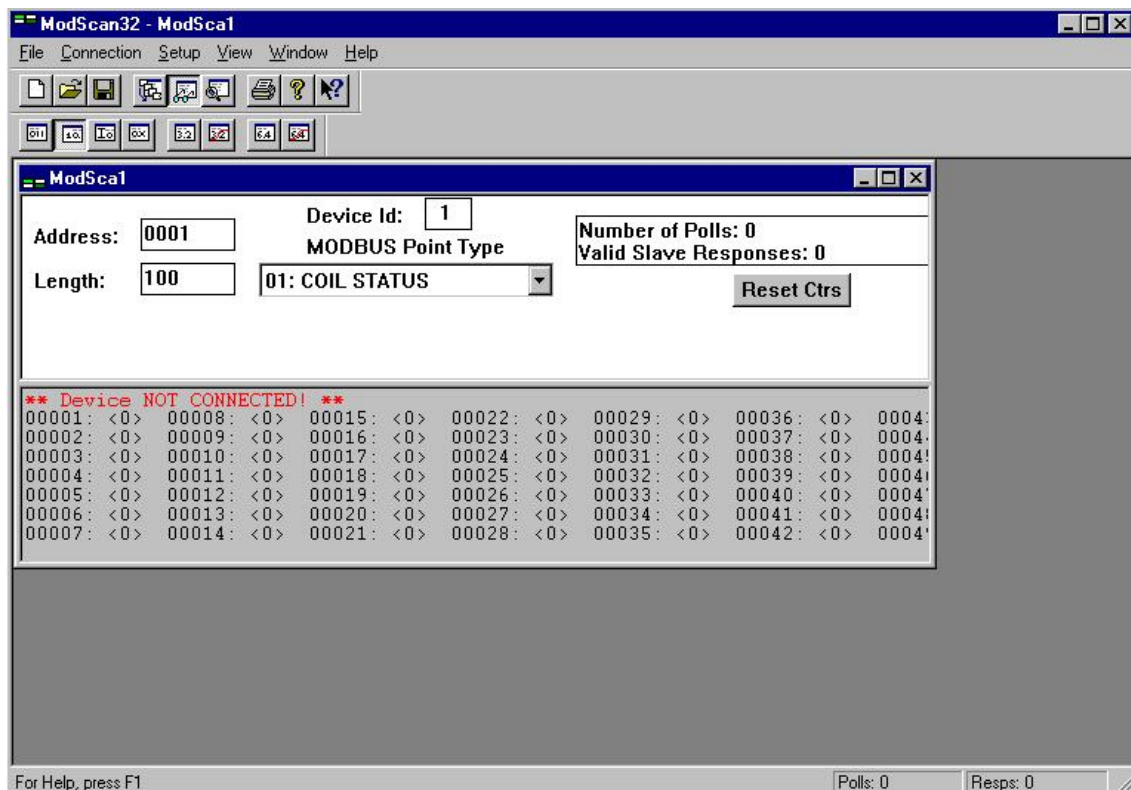 ModScan32 - ModSca1
File Connection Setup View Window Help
ModSca1
Device Id: 1
Address: 0001
MODBUS Point Type
Number of Polls: 0
Valid Slave Responses: 0
Length: 100
01: COIL STATUS
Reset Ctrs
** Device NOT CONNECTED! **
00001: <0> 00008: <0> 00015: <0> 00022: <0> 00029: <0> 00036: <0>
00002: <0> 00009: <0> 00016: <0> 00023: <0> 00030: <0> 00037: <0>
00003: <0> 00010: <0> 00017: <0> 00024: <0> 00031: <0> 00038: <0>
00004: <0> 00011: <0> 00018: <0> 00025: <0> 00032: <0> 00039: <0>
00005: <0> 00012: <0> 00019: <0> 00026: <0> 00033: <0> 00040: <0>
00006: <0> 00013: <0> 00020: <0> 00027: <0> 00034: <0> 00041: <0>
00007: <0> 00014: <0> 00021: <0> 00028: <0> 00035: <0> 00042: <0>
For Help, press F1
Polls: 0
Resps: 0